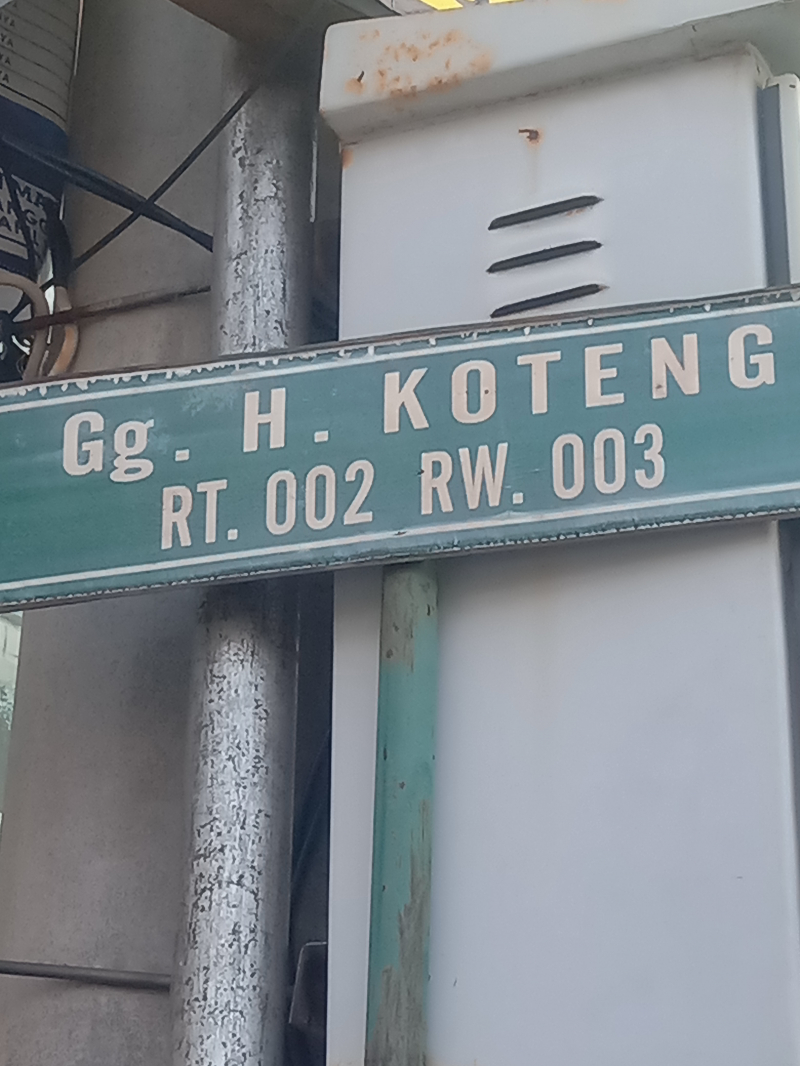 Gg. H. KOTENG
RT. 002 RW. 003